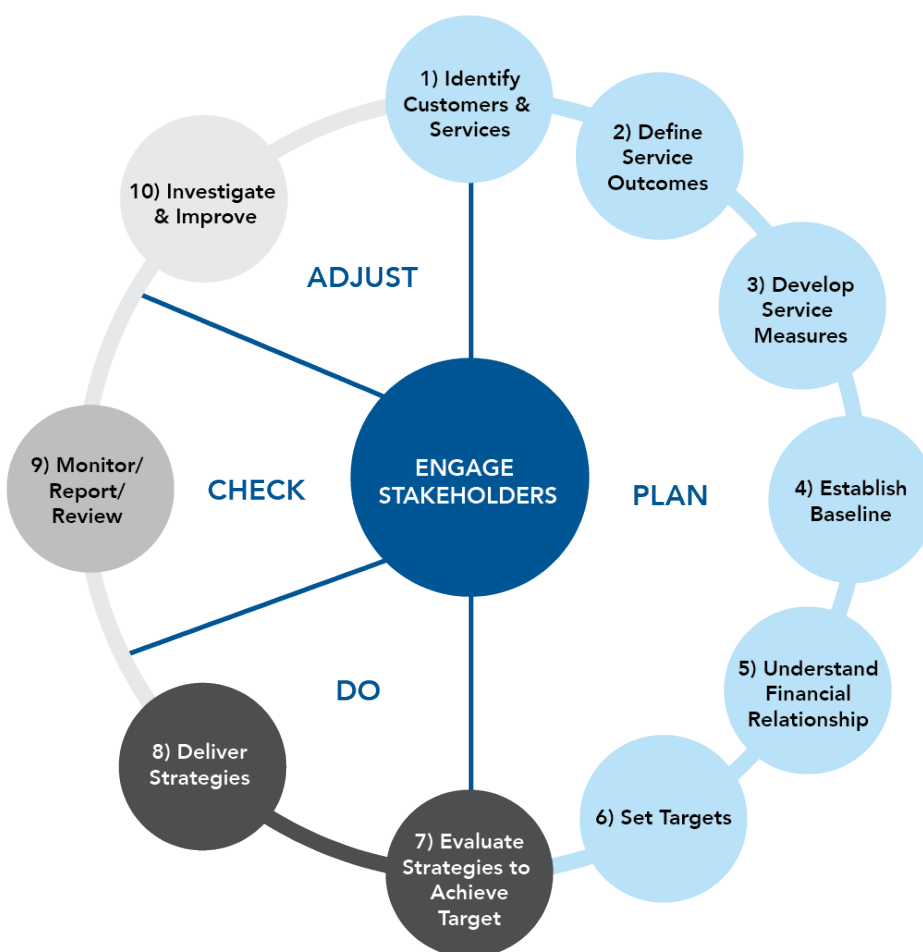 1) Identify
Customers &
Services
2) Define
Service
Outcomes
3) Develop
Service
Measures
4) Establish
Baseline
5) Understand
Financial
Relationship
6) Set Targets
7) Evaluate
Strategies to
Achieve
Target
8) Deliver
Strategies
9) Monitor/
Report/
Review
10) Investigate
& Improve
ADJUST
CHECK
DO
PLAN
ENGAGE
STAKEHOLDERS